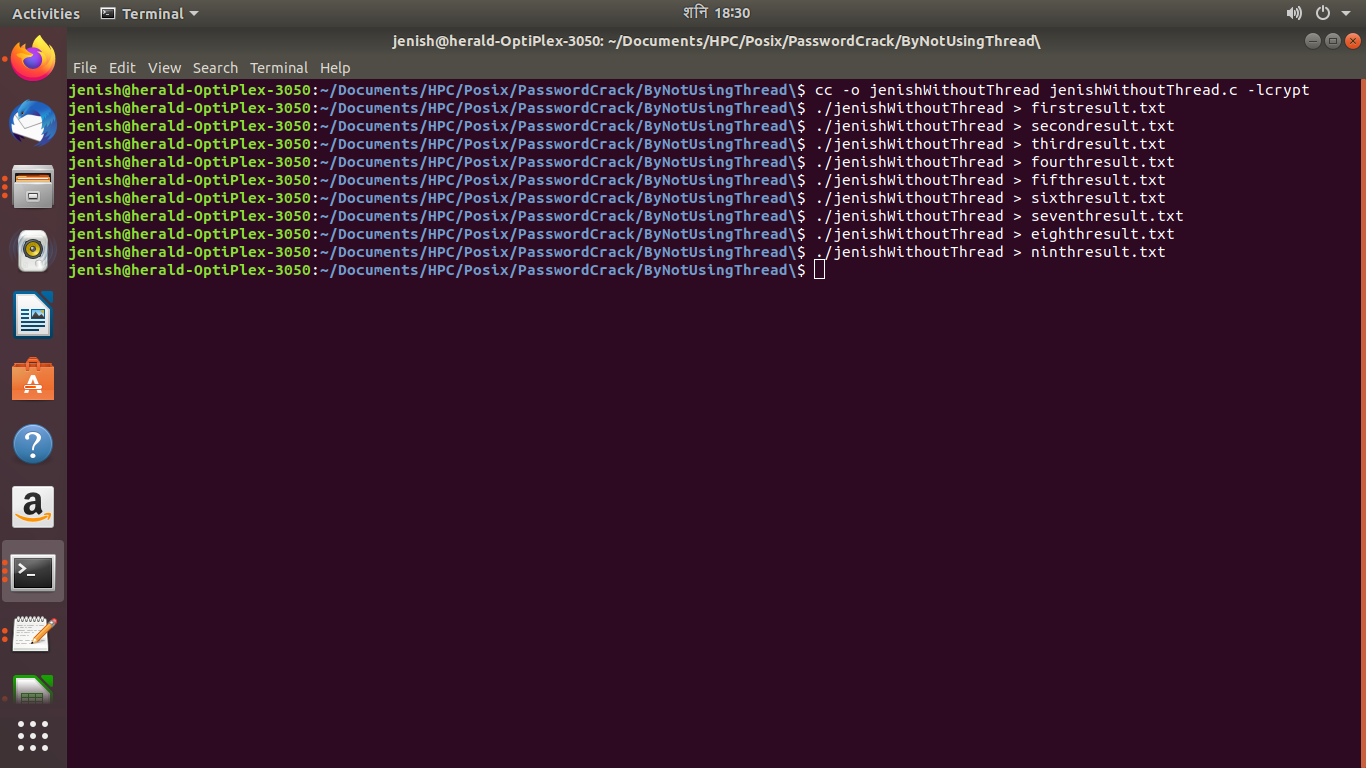 Activities Terminal शनि 18:30
jenish@herald-OptiPlex-3050: ~/Documents/HPC/Posix/PasswordCrack/ByNotUsingThread\
File Edit View Search Terminal Help
jenish@herald-OptiPlex-3050:~/Documents/HPC/Posix/PasswordCrack/ByNotUsingThread\$ cc -o jenishWithoutThread jenishWithoutThread.c -lcrypt
jenish@herald-OptiPlex-3050:~/Documents/HPC/Posix/PasswordCrack/ByNotUsingThread\$ ./jenishWithoutThread > firstresult.txt
jenish@herald-OptiPlex-3050:~/Documents/HPC/Posix/PasswordCrack/ByNotUsingThread\$ ./jenishWithoutThread > secondresult.txt
jenish@herald-OptiPlex-3050:~/Documents/HPC/Posix/PasswordCrack/ByNotUsingThread\$ ./jenishWithoutThread > thirdresult.txt
jenish@herald-OptiPlex-3050:~/Documents/HPC/Posix/PasswordCrack/ByNotUsingThread\$ ./jenishWithoutThread > fourthresult.txt
jenish@herald-OptiPlex-3050:~/Documents/HPC/Posix/PasswordCrack/ByNotUsingThread\$ ./jenishWithoutThread > fifthresult.txt
jenish@herald-OptiPlex-3050:~/Documents/HPC/Posix/PasswordCrack/ByNotUsingThread\$ ./jenishWithoutThread > sixthresult.txt
jenish@herald-OptiPlex-3050:~/Documents/HPC/Posix/PasswordCrack/ByNotUsingThread\$ ./jenishWithoutThread > seventhresult.txt
jenish@herald-OptiPlex-3050:~/Documents/HPC/Posix/PasswordCrack/ByNotUsingThread\$ ./jenishWithoutThread > eighthresult.txt
jenish@herald-OptiPlex-3050:~/Documents/HPC/Posix/PasswordCrack/ByNotUsingThread\$ ./jenishWithoutThread > ninthresult.txt
jenish@herald-OptiPlex-3050:~/Documents/HPC/Posix/PasswordCrack/ByNotUsingThread\$